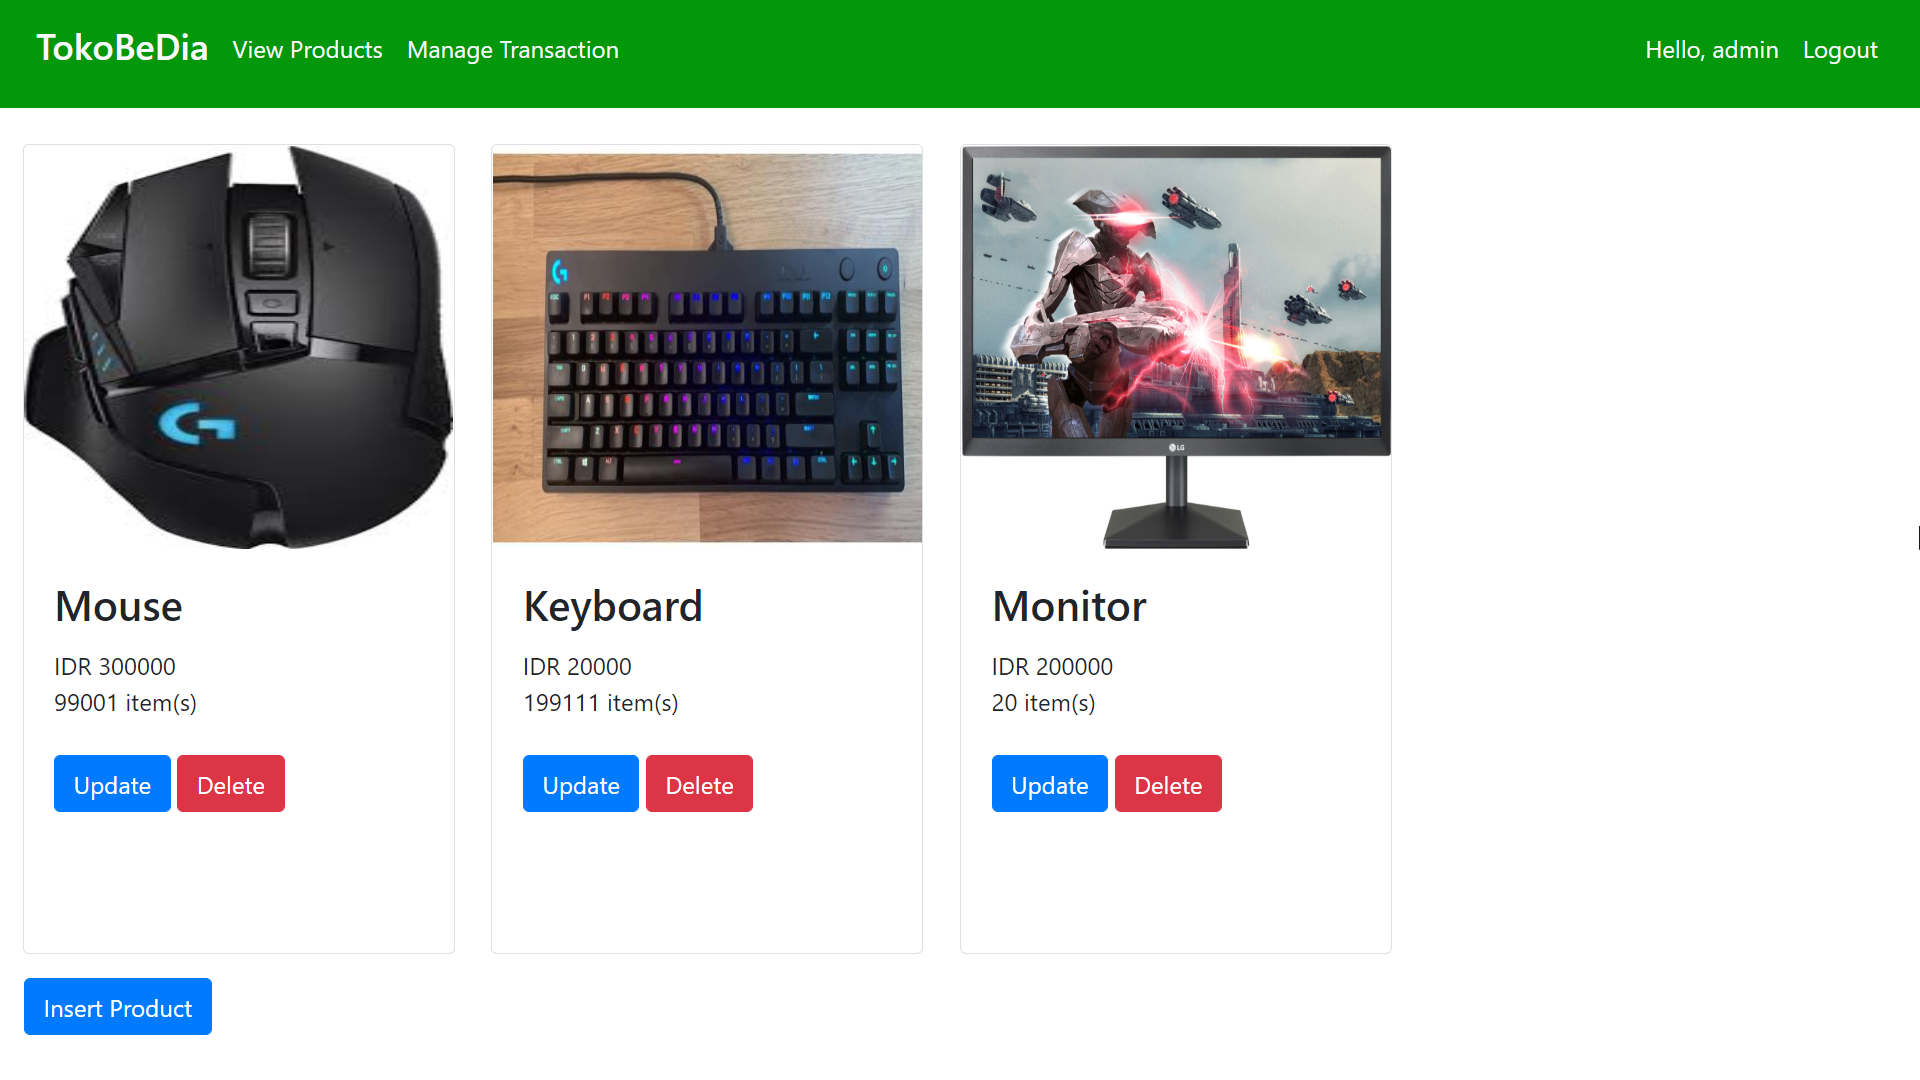 TokoBeDia View Products Manage Transaction Hello, admin Logout
LG
Mouse
IDR 300000
99001 item(s)
Update Delete
Keyboard
IDR 20000
199111 item(s)
Update Delete
Monitor
IDR 200000
20 item(s)
Update Delete
Insert Product